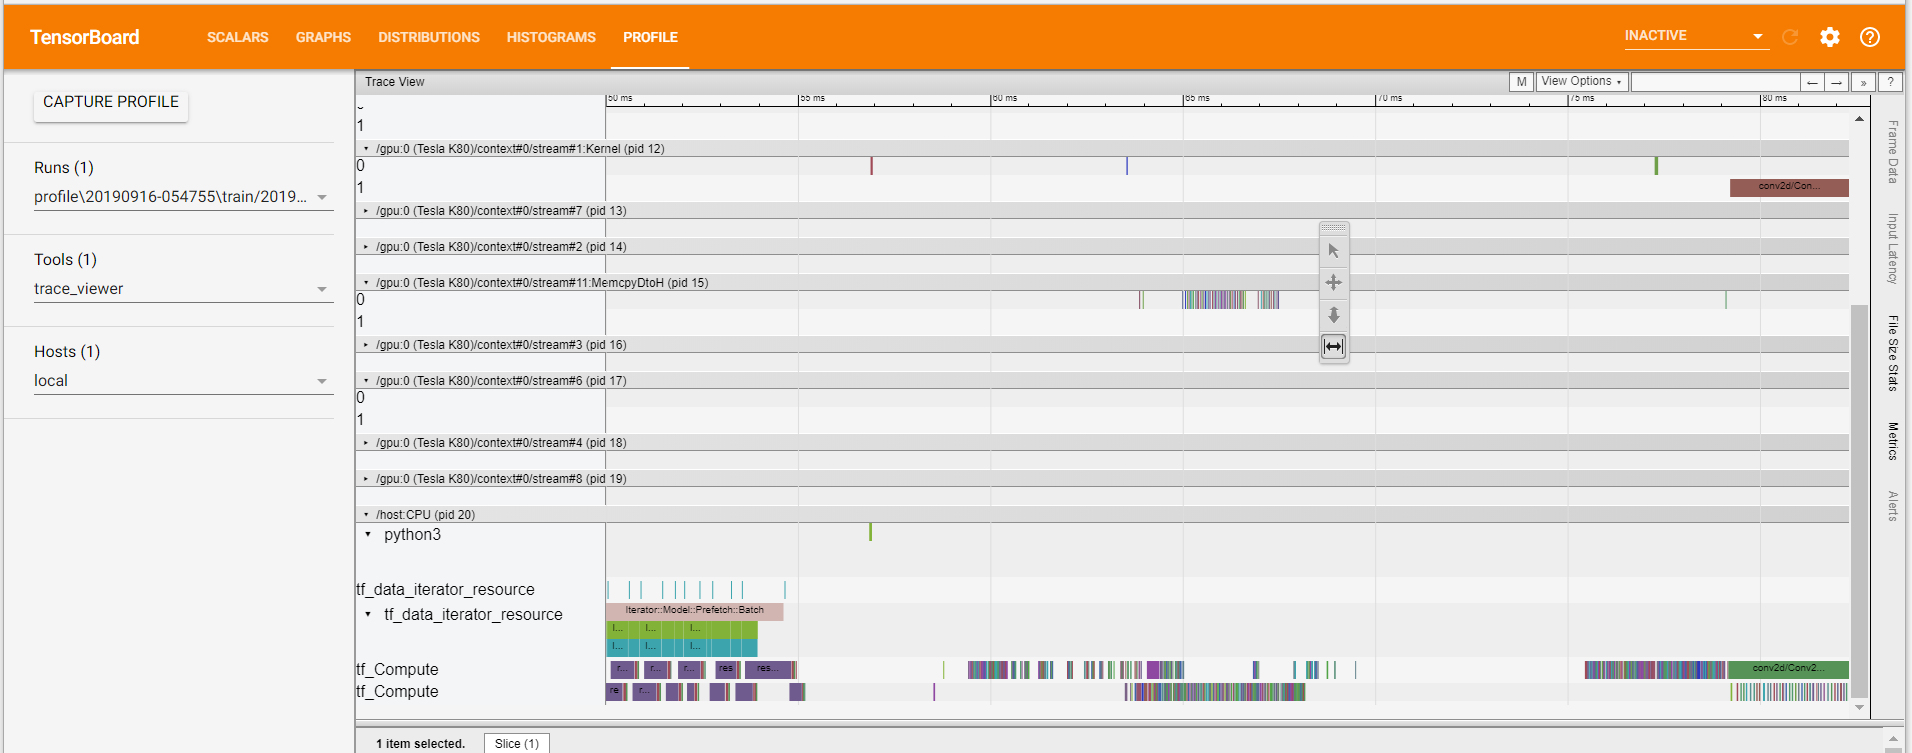 TensorBoard SCALARS GRAPHS DISTRIBUTIONS HISTOGRAMS PROFILE INACTIVE
CAPTURE PROFILE
Runs (1)
profile\20190916-054755\train/2019...
Tools (1)
trace_viewer
Hosts (1)
local
Trace View M View Options ← → » ?
50 ms 55 ms 60 ms 65 ms 70 ms 75 ms 80 ms
1
/gpu:0 (Tesla K80)/context#0/stream#1:Kernel (pid 12)
0
1 conv2d/Con...
/gpu:0 (Tesla K80)/context#0/stream#7 (pid 13)
/gpu:0 (Tesla K80)/context#0/stream#2 (pid 14)
/gpu:0 (Tesla K80)/context#0/stream#11:MemcpyDtoH (pid 15)
0
1
/gpu:0 (Tesla K80)/context#0/stream#3 (pid 16)
/gpu:0 (Tesla K80)/context#0/stream#6 (pid 17)
0
1
/gpu:0 (Tesla K80)/context#0/stream#4 (pid 18)
/gpu:0 (Tesla K80)/context#0/stream#8 (pid 19)
/host:CPU (pid 20)
python3
tf_data_iterator_resource
tf_data_iterator_resource Iterator::Model::Prefetch::Batch
I... I... I...
I... I... I...
tf_Compute r... r... r... res res... conv2d/Conv2...
tf_Compute re r...
1 item selected. Slice (1)
Frame Data
Input Latency
File Size Stats
Metrics
Alerts